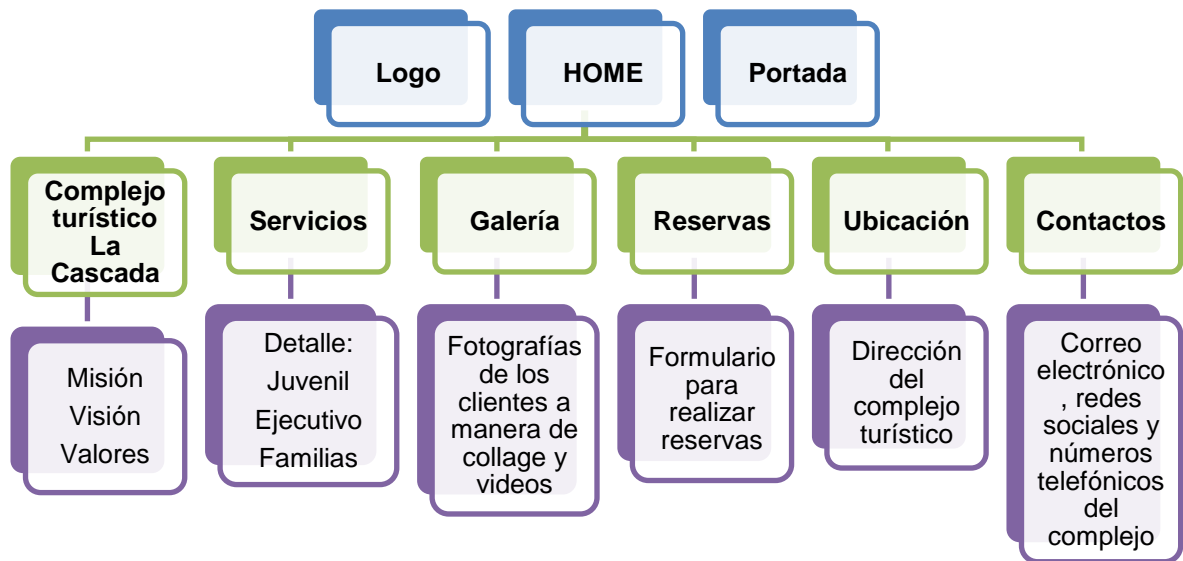 Logo
HOME
Portada
Complejo
turístico
La
Cascada
Servicios
Galería
Reservas
Ubicación
Contactos
Misión
Visión
Valores
Detalle:
Juvenil
Ejecutivo
Familias
Fotografías
de los
clientes a
manera de
collage y
videos
Formulario
para
realizar
reservas
Dirección
del
complejo
turístico
Correo
electrónico
, redes
sociales y
números
telefónicos
del
complejo